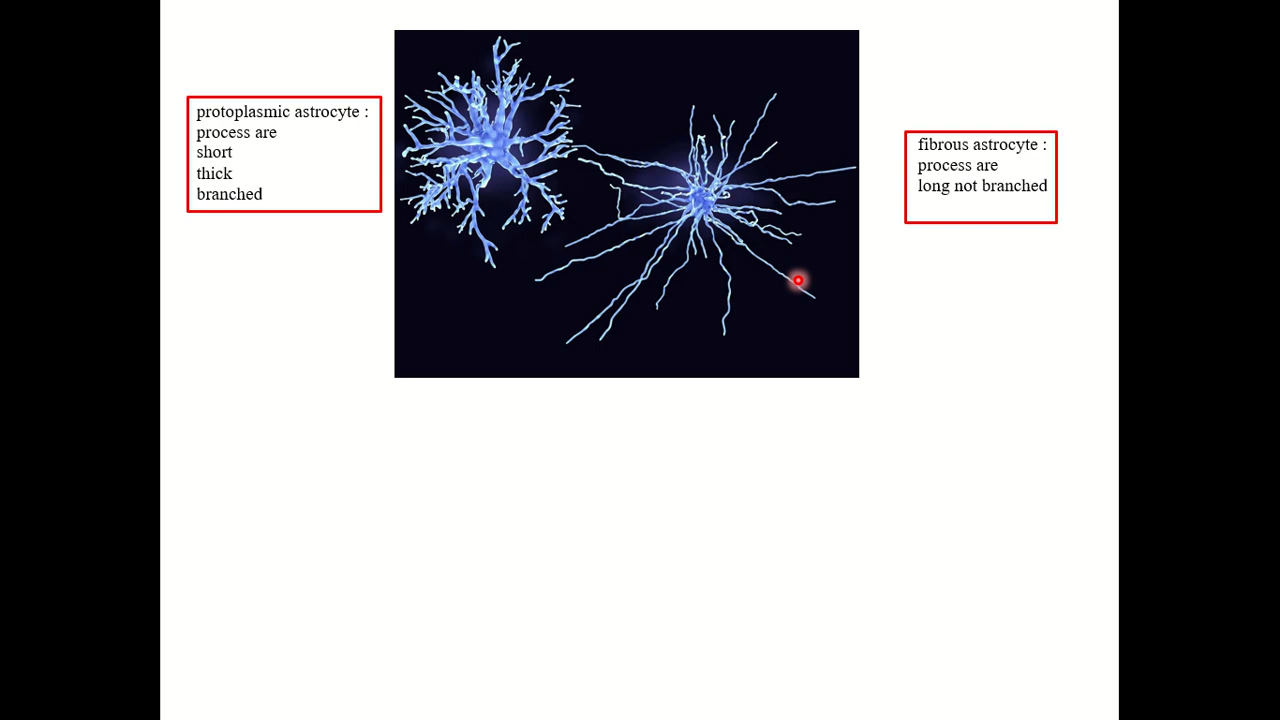 protoplasmic astrocyte :
process are
short
thick
branched
fibrous astrocyte :
process are
long not branched